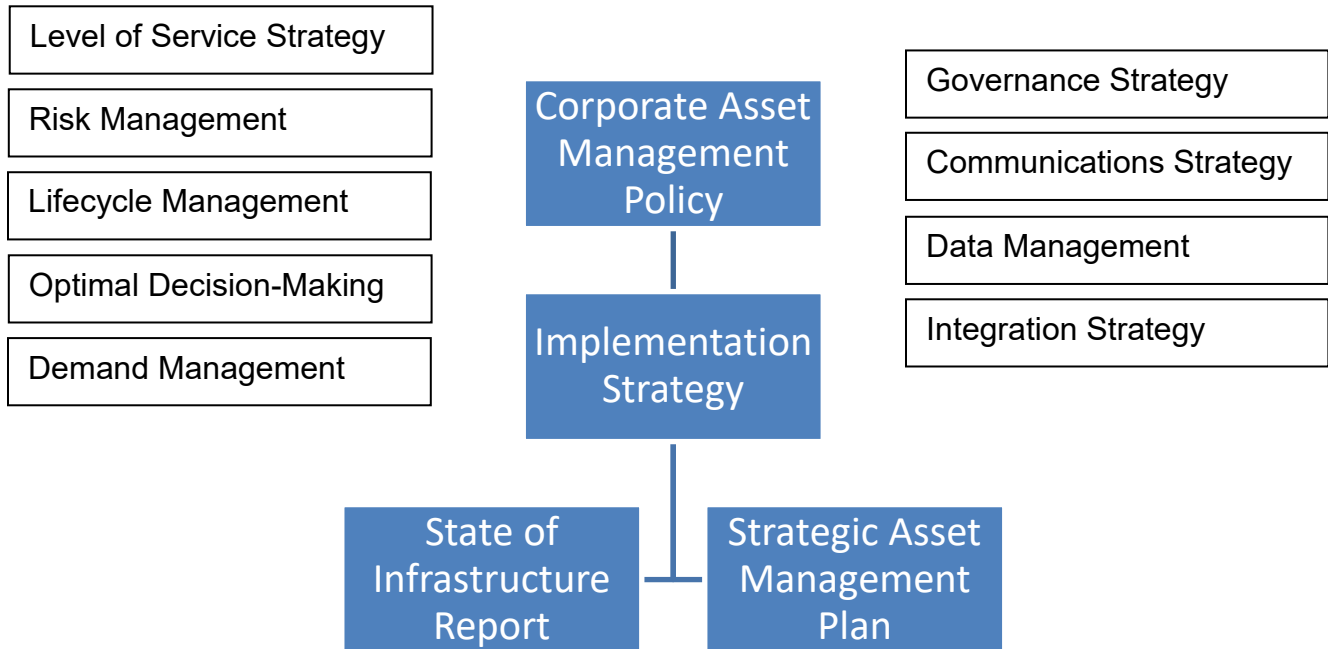 Level of Service Strategy
Risk Management
Lifecycle Management
Optimal Decision-Making
Demand Management
Corporate Asset
Management
Policy
Implementation
Strategy
State of
Infrastructure
Report
Strategic Asset
Management
Plan
Governance Strategy
Communications Strategy
Data Management
Integration Strategy